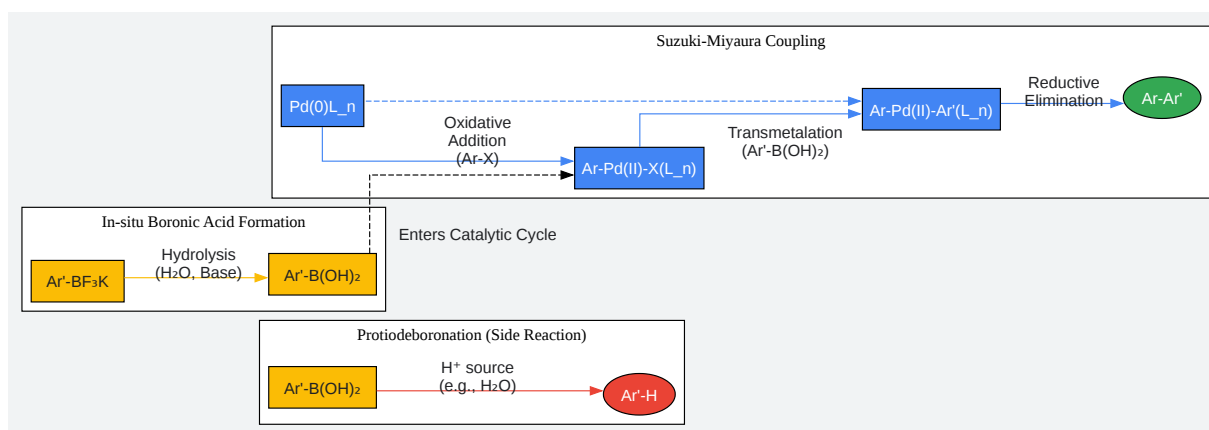 Suzuki-Miyaura Coupling
Pd(0)L_n
Oxidative
Addition
(Ar-X)
Ar-Pd(II)-X(L_n)
Transmetalation
(Ar'-B(OH)₂)
Ar-Pd(II)-Ar'(L_n)
Reductive
Elimination
Ar-Ar'
In-situ Boronic Acid Formation
Ar'-BF₃K
Hydrolysis
(H₂O, Base)
Ar'-B(OH)₂
Enters Catalytic Cycle
Protiodeboronation (Side Reaction)
Ar'-B(OH)₂
H⁺ source
(e.g., H₂O)
Ar'-H